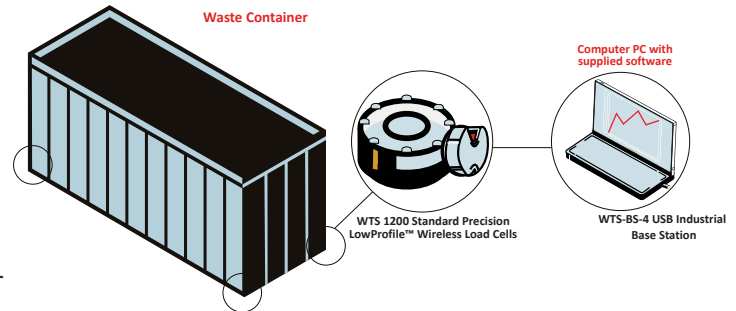 Waste Container
Computer PC with
supplied software
WTS 1200 Standard Precision
LowProfile™ Wireless Load Cells
WTS-BS-4 USB Industrial
Base Station